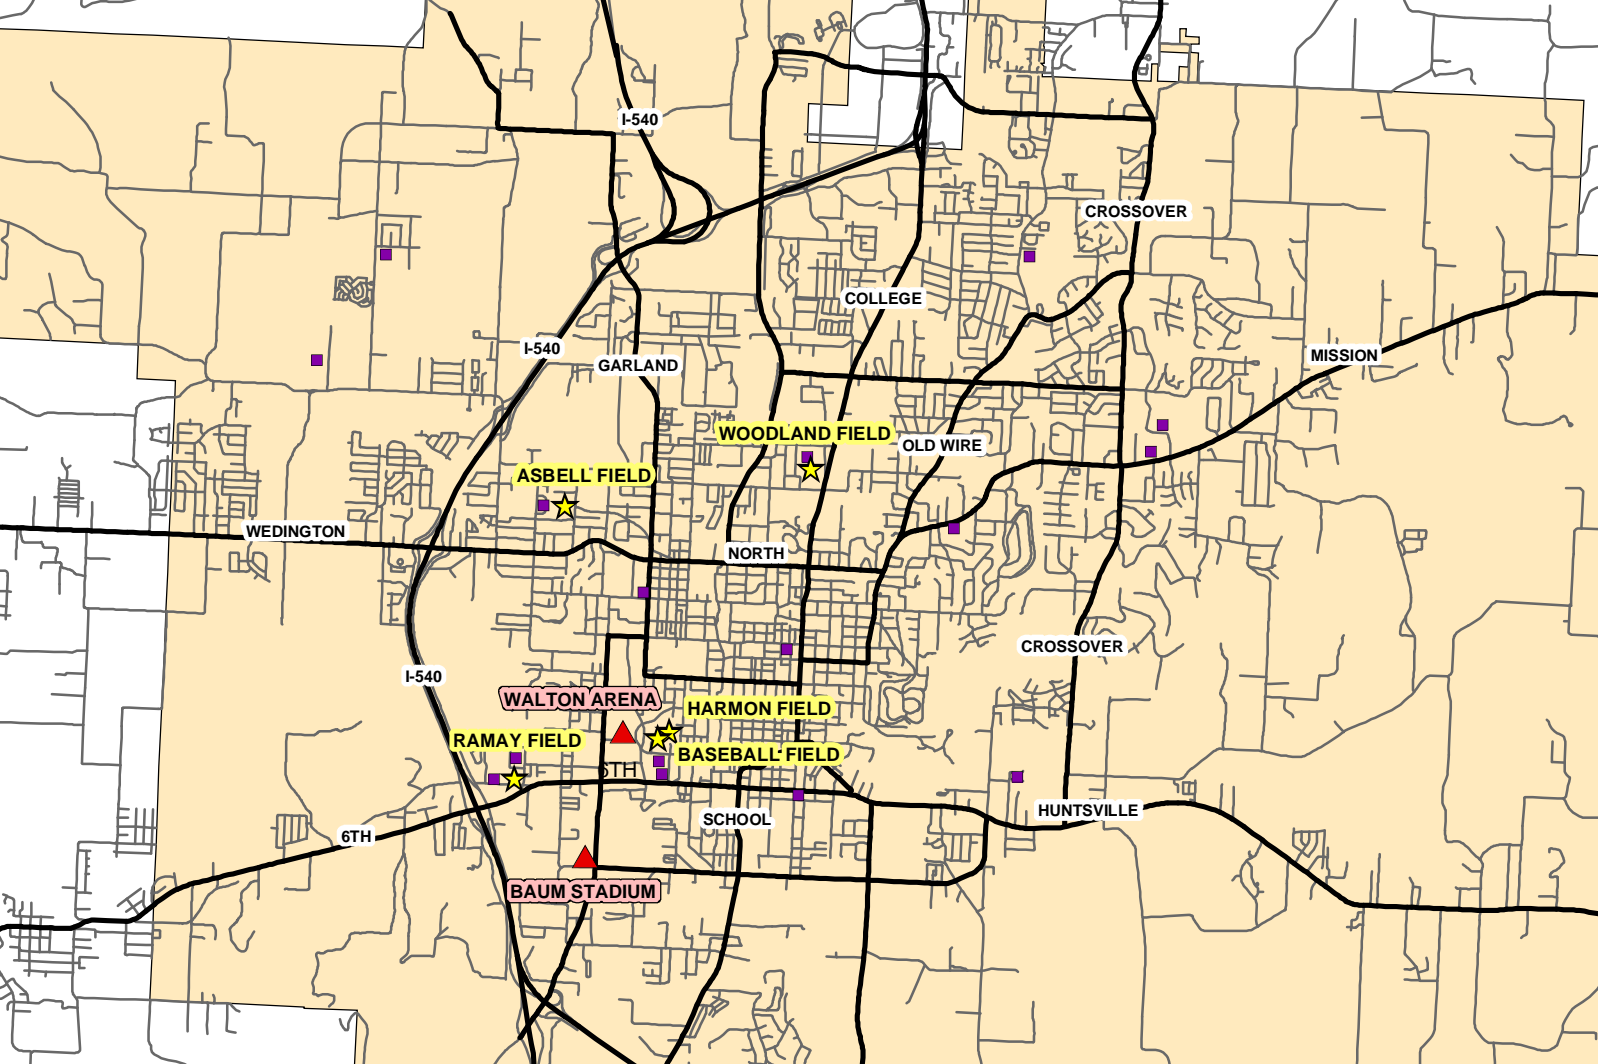 I-540
CROSSOVER
COLLEGE
I-540
MISSION
GARLAND
WOODLAND FIELD
OLD WIRE
ASBELL FIELD
WEDINGTON
NORTH
CROSSOVER
I-540
WALTON ARENA
HARMON FIELD
RAMAY FIELD
BASEBALL FIELD
6TH
HUNTSVILLE
SCHOOL
6TH
BAUM STADIUM